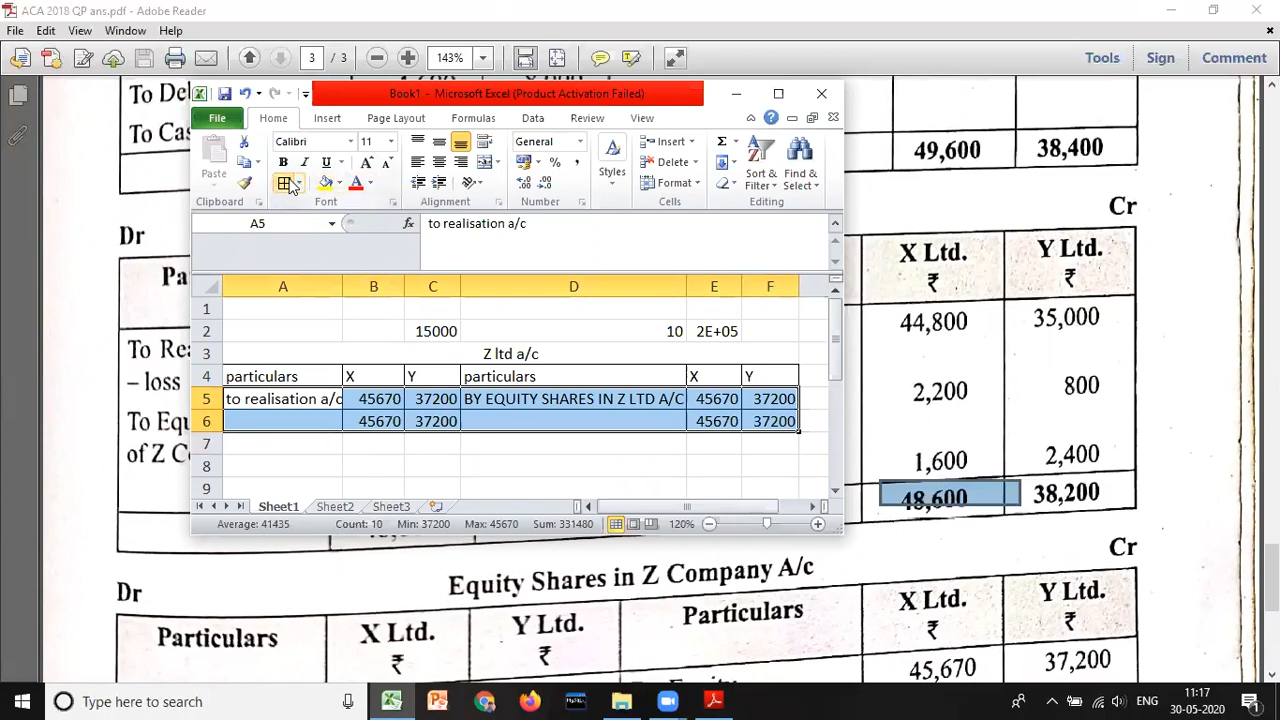 ACA 2018 QP ans.pdf - Adobe Reader
File Edit View Window Help
3 / 3 143% Tools Sign Comment
To De
To Cas
49,600 38,400
Dr Cr
Pa X Ltd. Y Ltd.
₹ ₹
To Rea 44,800 35,000
– loss 2,200 800
To Equi
of Z Co 1,600 2,400
48,600 38,200
Book1 - Microsoft Excel (Product Activation Failed)
File Home Insert Page Layout Formulas Data Review View
Paste
Calibri 11
B I U A A
General
% ,
Styles
Insert
Delete
Format
Sort & Filter
Find & Select
Clipboard Font Alignment Number Cells Editing
A5 fx to realisation a/c
A B C D E F
1
2 15000 10 2E+05
3 Z ltd a/c
4 particulars X Y particulars X Y
5 to realisation a/c 45670 37200 BY EQUITY SHARES IN Z LTD A/C 45670 37200
6 45670 37200 45670 37200
7
8
9
Sheet1 Sheet2 Sheet3
Average: 41435 Count: 10 Min: 37200 Max: 45670 Sum: 331480 120%
Dr Equity Shares in Z Company A/c Cr
Particulars X Ltd. Y Ltd. Particulars X Ltd. Y Ltd.
₹ ₹ ₹ ₹
45,670 37,200
Type here to search
ENG
11:17
30-05-2020